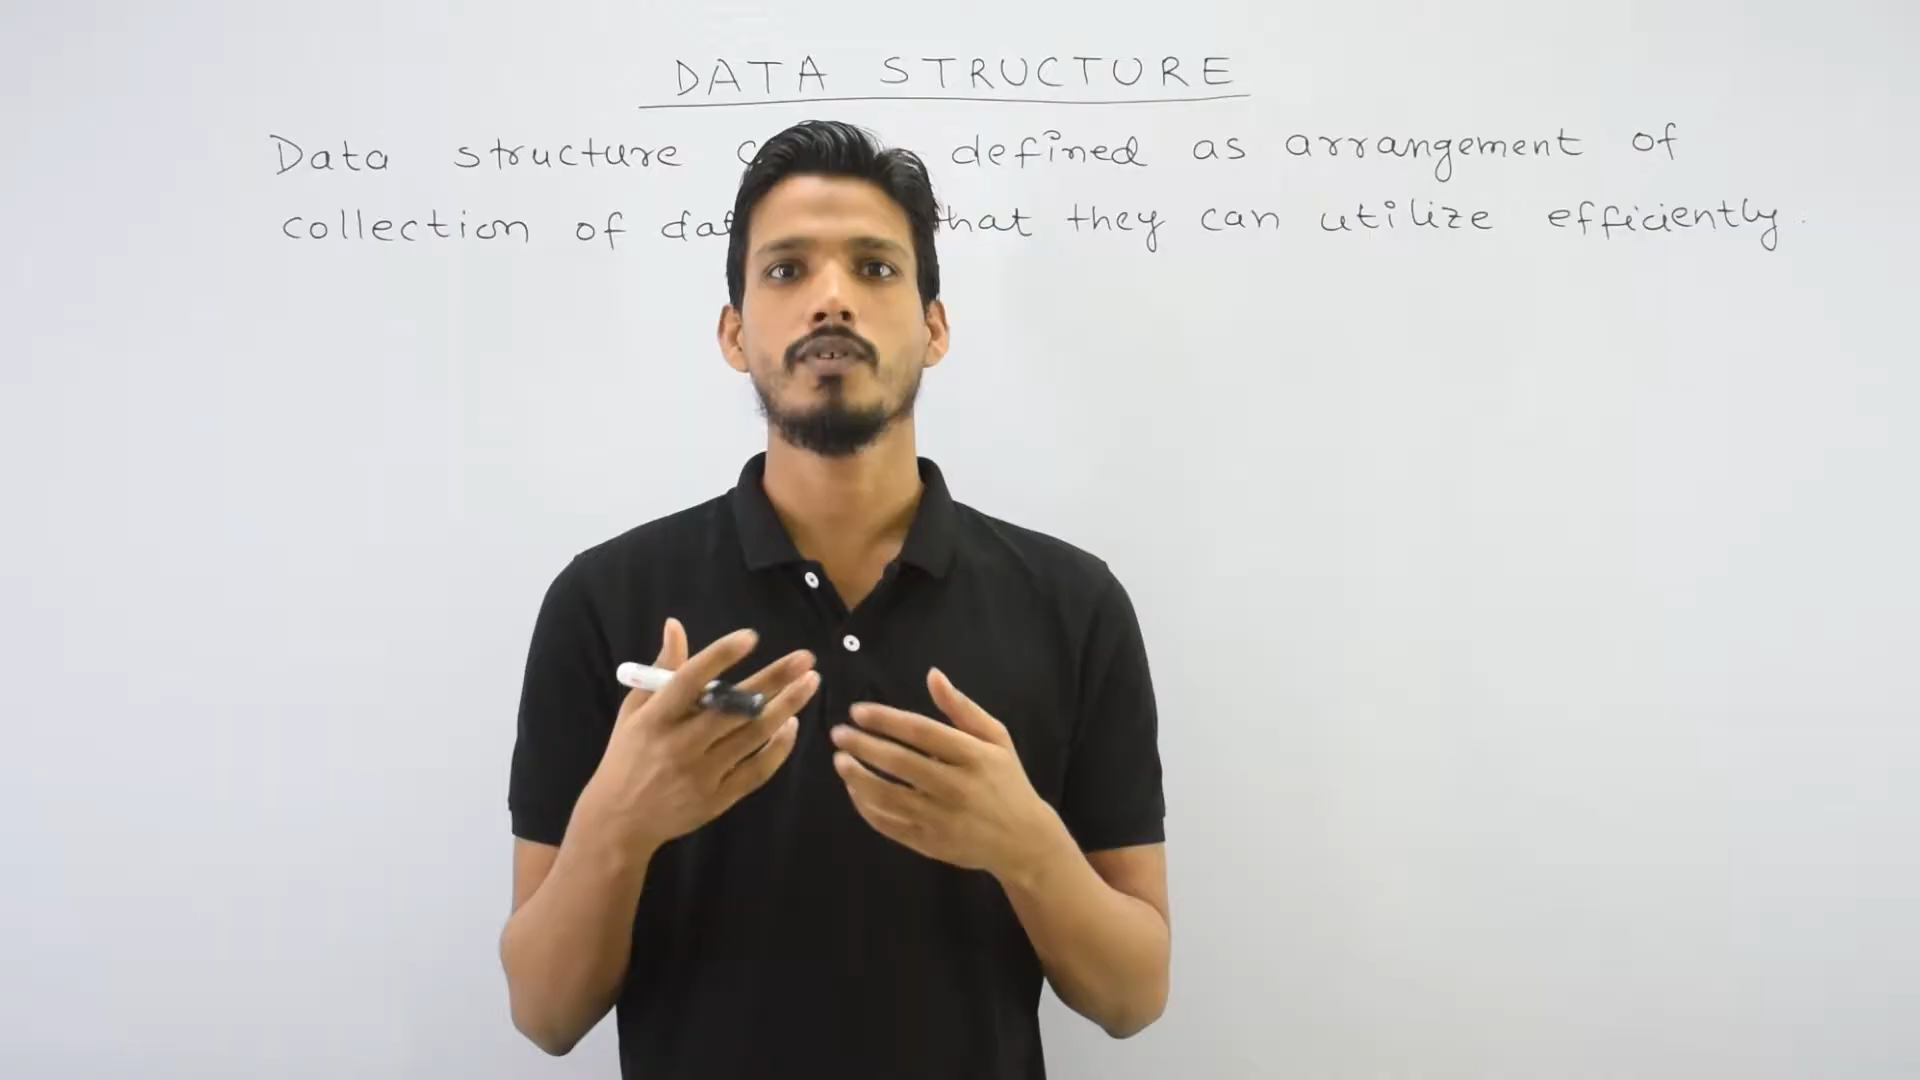 DATA STRUCTURE
Data structure defined as arrangement of
collection of that they can utilize efficiently.